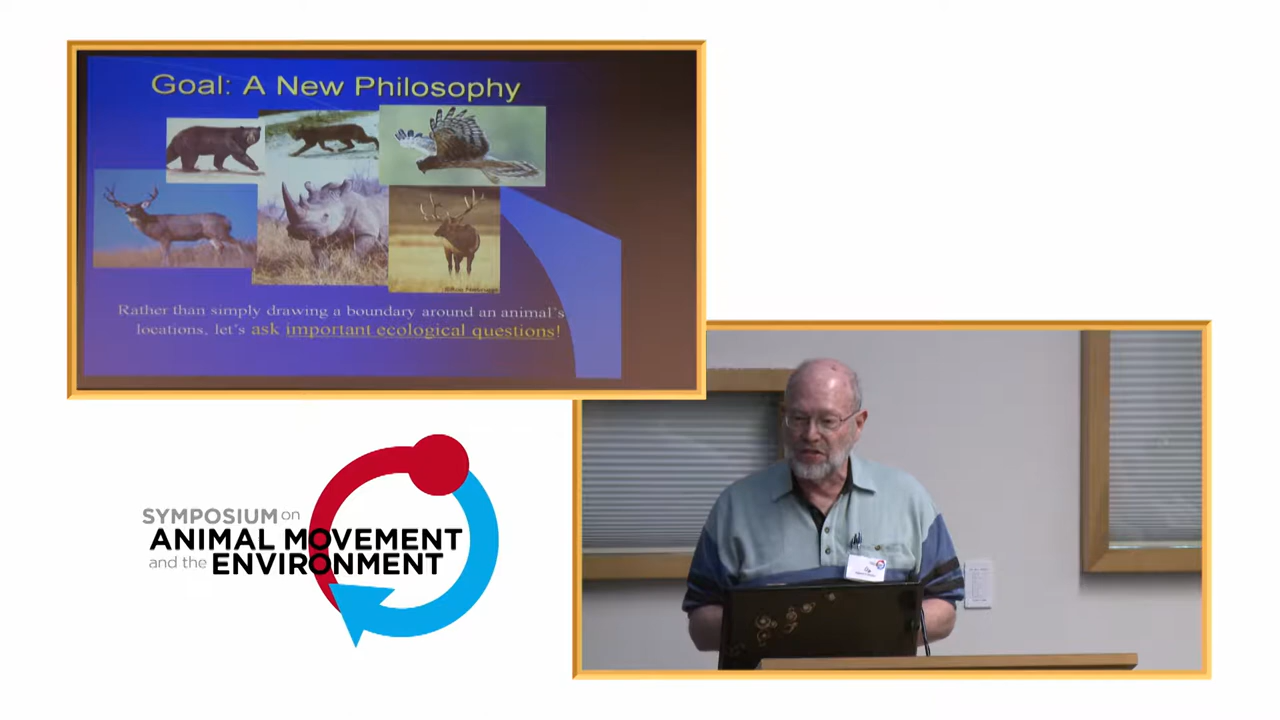 Goal: A New Philosophy
Rather than simply drawing a boundary around an animal's
locations, let's ask important ecological questions!
SYMPOSIUM on
ANIMAL MOVEMENT
and the ENVIRONMENT